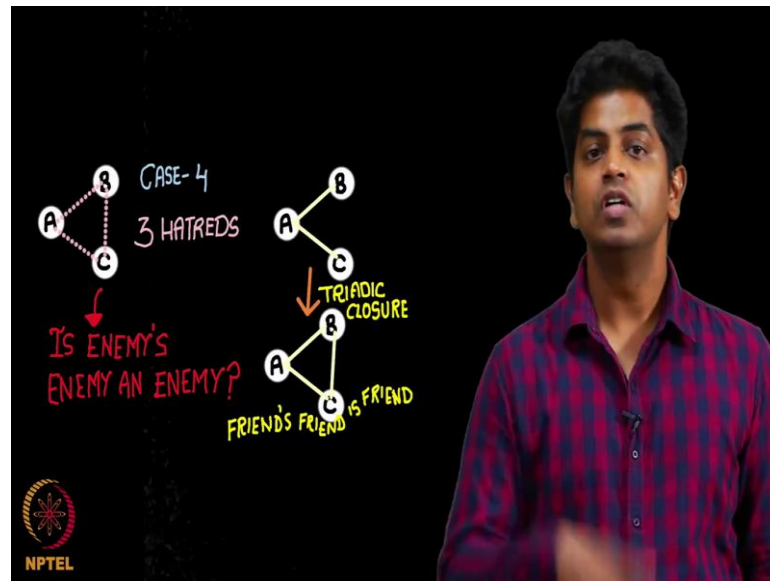 B
CASE-4
A
3 HATREDS
C
IS ENEMY'S
ENEMY AN ENEMY?
B
A
C
TRIADIC
CLOSURE
B
A
C
FRIEND'S FRIEND IS FRIEND
NPTEL